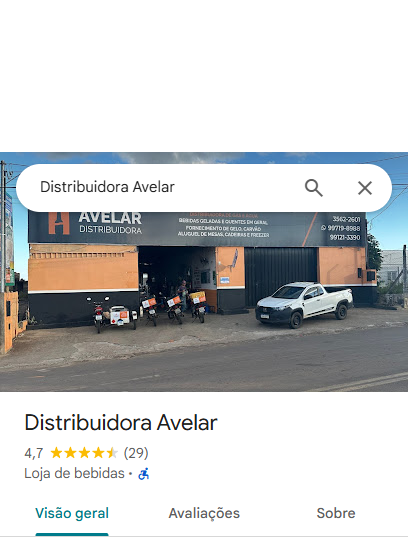 Distribuidora Avelar
AVELAR
DISTRIBUIDORA
BEBIDAS GELADAS E QUENTES EM GERAL
FORNECIMENTO DE GELO, CARVÃO
ALUGUEL DE MESAS, CADEIRAS E FREEZER
3562-2601
99719-8988
99121-3390
Distribuidora Avelar
4,7 (29)
Loja de bebidas •
Visão geral Avaliações Sobre